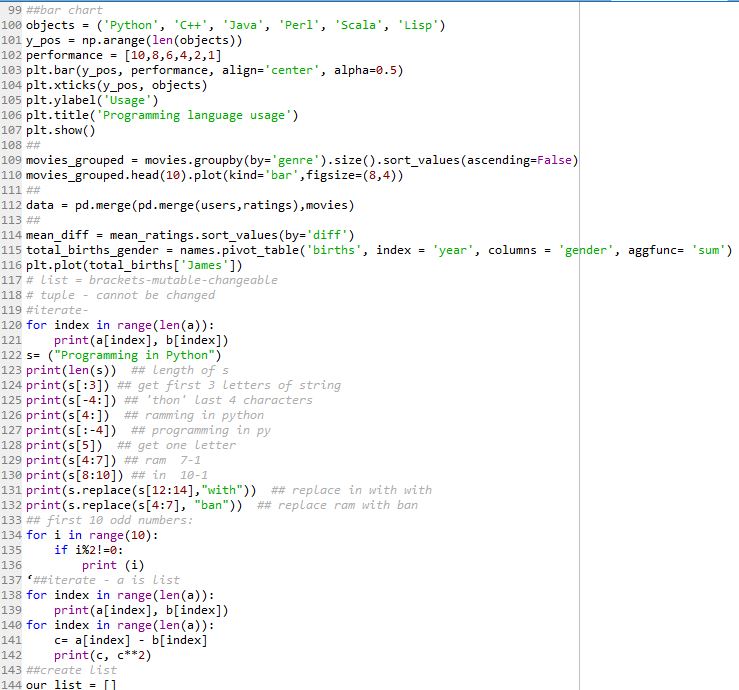 99 ##bar chart
100 objects = ('Python', 'C++', 'Java', 'Perl', 'Scala', 'Lisp')
101 y_pos = np.arange(len(objects))
102 performance = [10,8,6,4,2,1]
103 plt.bar(y_pos, performance, align='center', alpha=0.5)
104 plt.xticks(y_pos, objects)
105 plt.ylabel('Usage')
106 plt.title('Programming language usage')
107 plt.show()
108 ##
109 movies_grouped = movies.groupby(by='genre').size().sort_values(ascending=False)
110 movies_grouped.head(10).plot(kind='bar',figsize=(8,4))
111 ##
112 data = pd.merge(pd.merge(users,ratings),movies)
113 ##
114 mean_diff = mean_ratings.sort_values(by='diff')
115 total_births_gender = names.pivot_table('births', index = 'year', columns = 'gender', aggfunc= 'sum')
116 plt.plot(total_births['James'])
117 # list = brackets-mutable-changeable
118 # tuple - cannot be changed
119 #iterate-
120 for index in range(len(a)):
121     print(a[index], b[index])
122 s= ("Programming in Python")
123 print(len(s))  ## length of s
124 print(s[:3]) ## get first 3 letters of string
125 print(s[-4:]) ## 'thon' last 4 characters
126 print(s[4:])  ## ramming in python
127 print(s[:-4])  ## programming in py
128 print(s[5])  ## get one letter
129 print(s[4:7]) ## ram  7-1
130 print(s[8:10]) ## in  10-1
131 print(s.replace(s[12:14],"with"))  ## replace in with with
132 print(s.replace(s[4:7], "ban"))  ## replace ram with ban
133 ## first 10 odd numbers:
134 for i in range(10):
135     if i%2!=0:
136         print (i)
137 ‘##iterate - a is list
138 for index in range(len(a)):
139     print(a[index], b[index])
140 for index in range(len(a)):
141     c= a[index] - b[index]
142     print(c, c**2)
143 ##create list
144 our_list = []